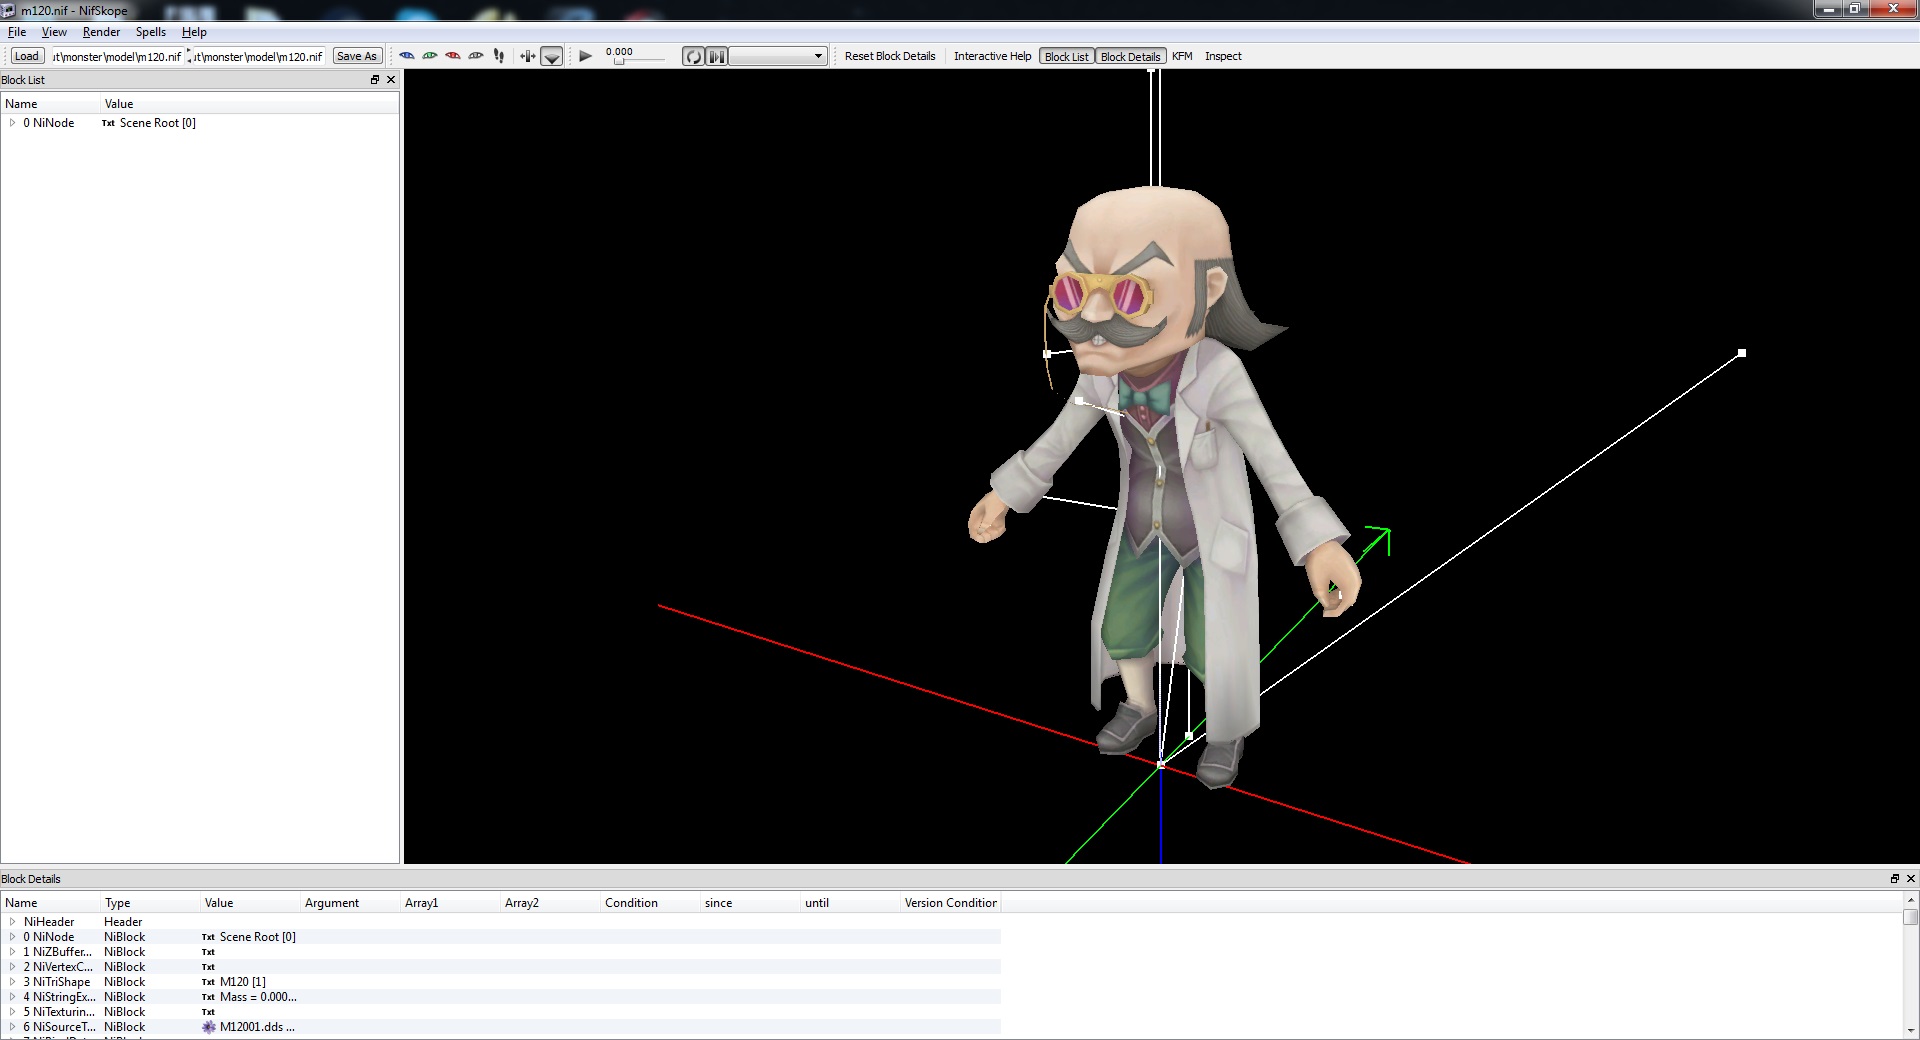 m120.nif - NifSkope
File View Render Spells Help
Load ut\monster\model\m120.nif ut\monster\model\m120.nif Save As 0.000 Reset Block Details Interactive Help Block List Block Details KFM Inspect
Block List
Name Value
0 NiNode Txt Scene Root [0]
Block Details
Name Type Value Argument Array1 Array2 Condition since until Version Condition
NiHeader Header
0 NiNode NiBlock Txt Scene Root [0]
1 NiZBuffer... NiBlock Txt
2 NiVertexC... NiBlock Txt
3 NiTriShape NiBlock Txt M120 [1]
4 NiStringEx... NiBlock Txt Mass = 0.000...
5 NiTexturin... NiBlock Txt
6 NiSourceT... NiBlock M12001.dds ...